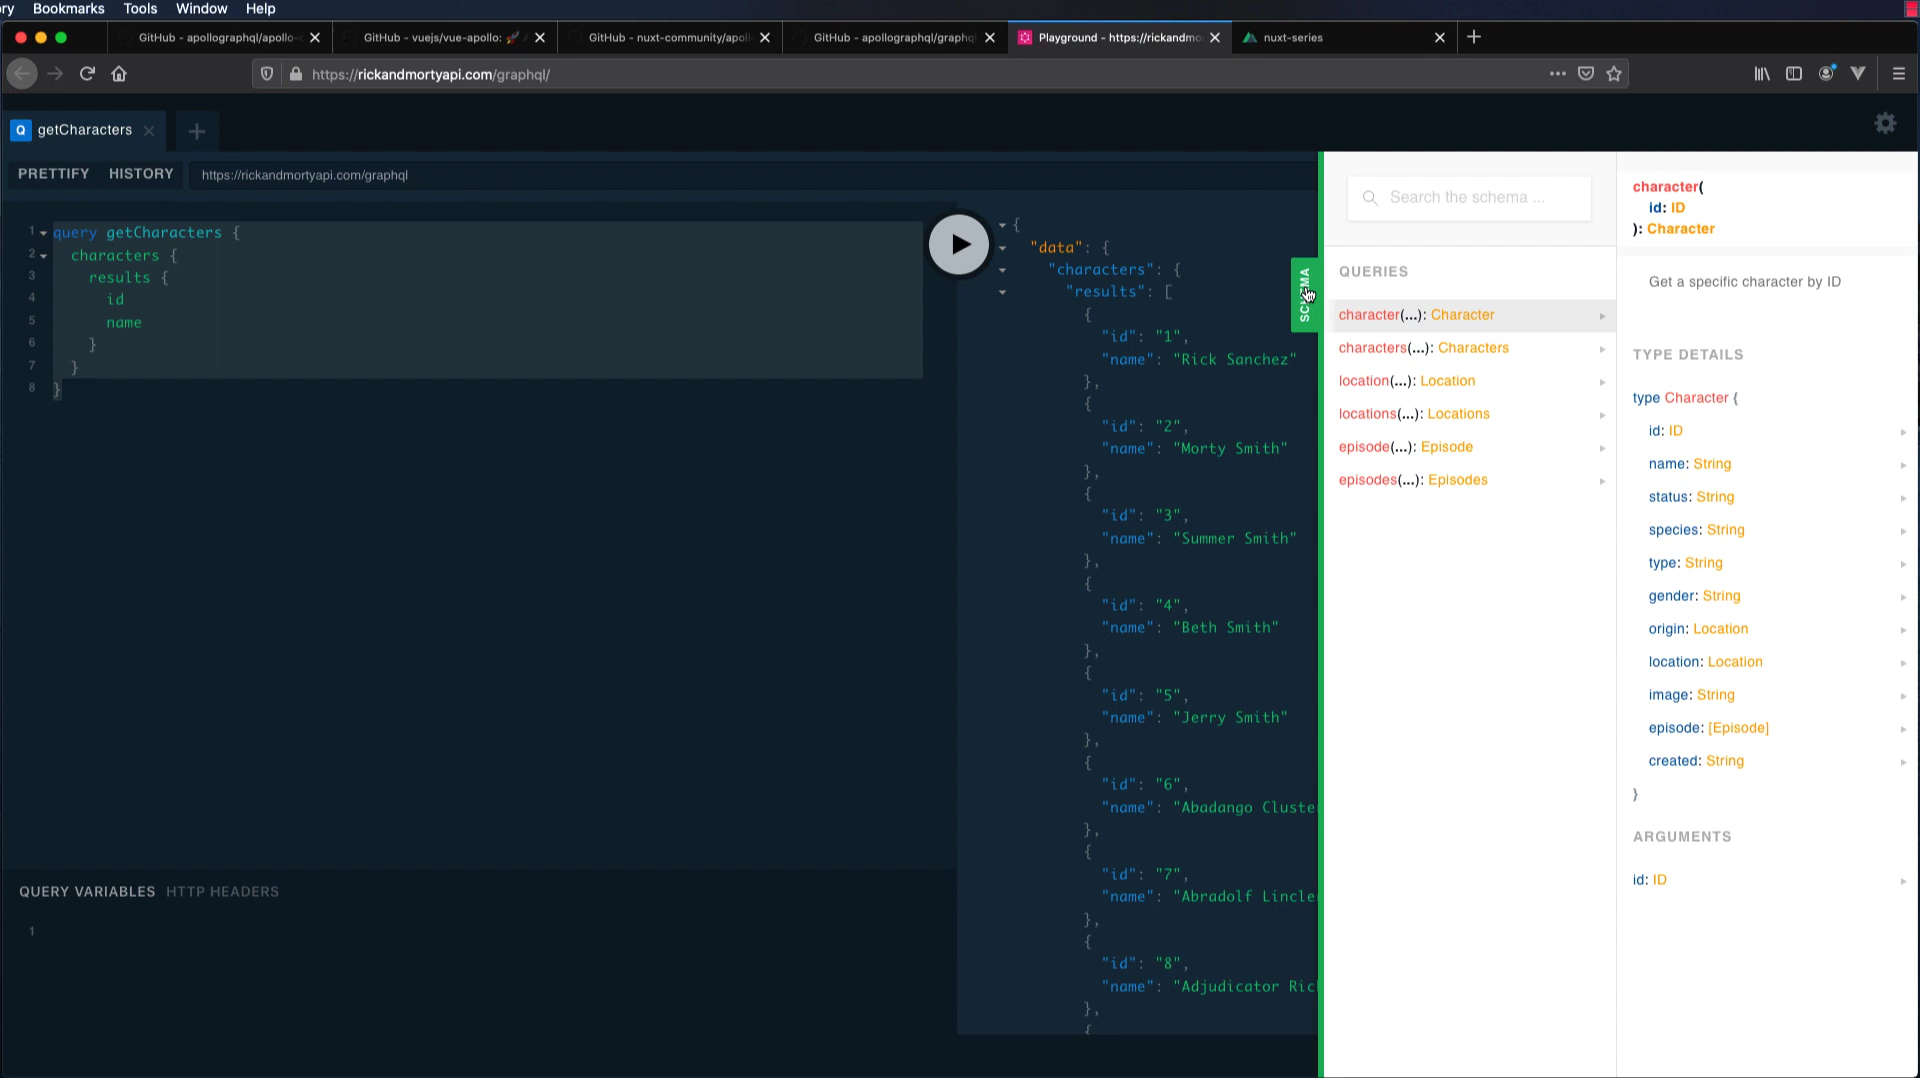 ry Bookmarks Tools Window Help
GitHub - apollographql/apollo-
GitHub - vuejs/vue-apollo: 🚀
GitHub - nuxt-community/apol
GitHub - apollographql/graphq
Playground - https://rickandmo
nuxt-series
https://rickandmortyapi.com/graphql/
Q getCharacters
PRETTIFY HISTORY https://rickandmortyapi.com/graphql
1 query getCharacters {
2 characters {
3 results {
4 id
5 name
6 }
7 }
8 }
QUERY VARIABLES HTTP HEADERS
1
{
"data": {
"characters": {
"results": [
{
"id": "1",
"name": "Rick Sanchez"
},
{
"id": "2",
"name": "Morty Smith"
},
{
"id": "3",
"name": "Summer Smith"
},
{
"id": "4",
"name": "Beth Smith"
},
{
"id": "5",
"name": "Jerry Smith"
},
{
"id": "6",
"name": "Abadango Cluste
},
{
"id": "7",
"name": "Abradolf Lincle
},
{
"id": "8",
"name": "Adjudicator Ric
},
{
SCHEMA
Search the schema ...
QUERIES
character(...): Character
characters(...): Characters
location(...): Location
locations(...): Locations
episode(...): Episode
episodes(...): Episodes
character(
id: ID
): Character
Get a specific character by ID
TYPE DETAILS
type Character {
id: ID
name: String
status: String
species: String
type: String
gender: String
origin: Location
location: Location
image: String
episode: [Episode]
created: String
}
ARGUMENTS
id: ID